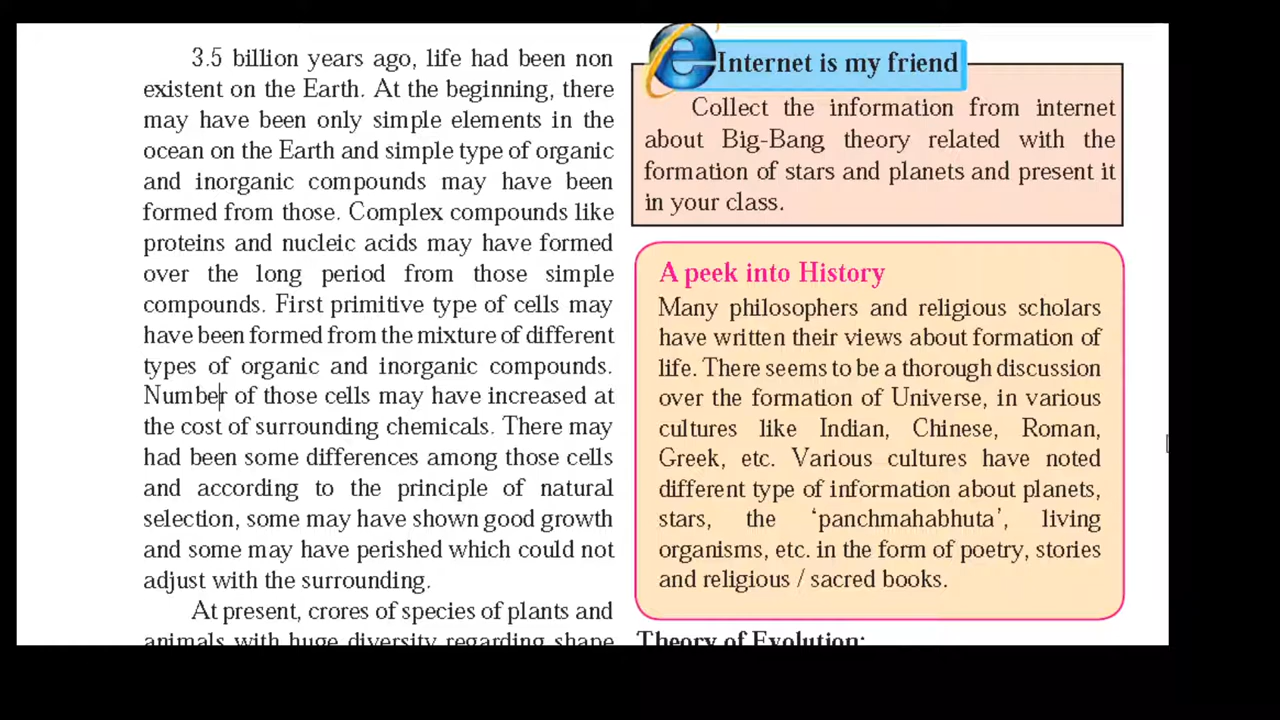 3.5 billion years ago, life had been non
existent on the Earth. At the beginning, there
may have been only simple elements in the
ocean on the Earth and simple type of organic
and inorganic compounds may have been
formed from those. Complex compounds like
proteins and nucleic acids may have formed
over the long period from those simple
compounds. First primitive type of cells may
have been formed from the mixture of different
types of organic and inorganic compounds.
Number of those cells may have increased at
the cost of surrounding chemicals. There may
had been some differences among those cells
and according to the principle of natural
selection, some may have shown good growth
and some may have perished which could not
adjust with the surrounding.
At present, crores of species of plants and
animals with huge diversity regarding shape
Internet is my friend
Collect the information from internet
about Big-Bang theory related with the
formation of stars and planets and present it
in your class.
A peek into History
Many philosophers and religious scholars
have written their views about formation of
life. There seems to be a thorough discussion
over the formation of Universe, in various
cultures like Indian, Chinese, Roman,
Greek, etc. Various cultures have noted
different type of information about planets,
stars, the ‘panchmahabhuta’, living
organisms, etc. in the form of poetry, stories
and religious / sacred books.
Theory of Evolution: